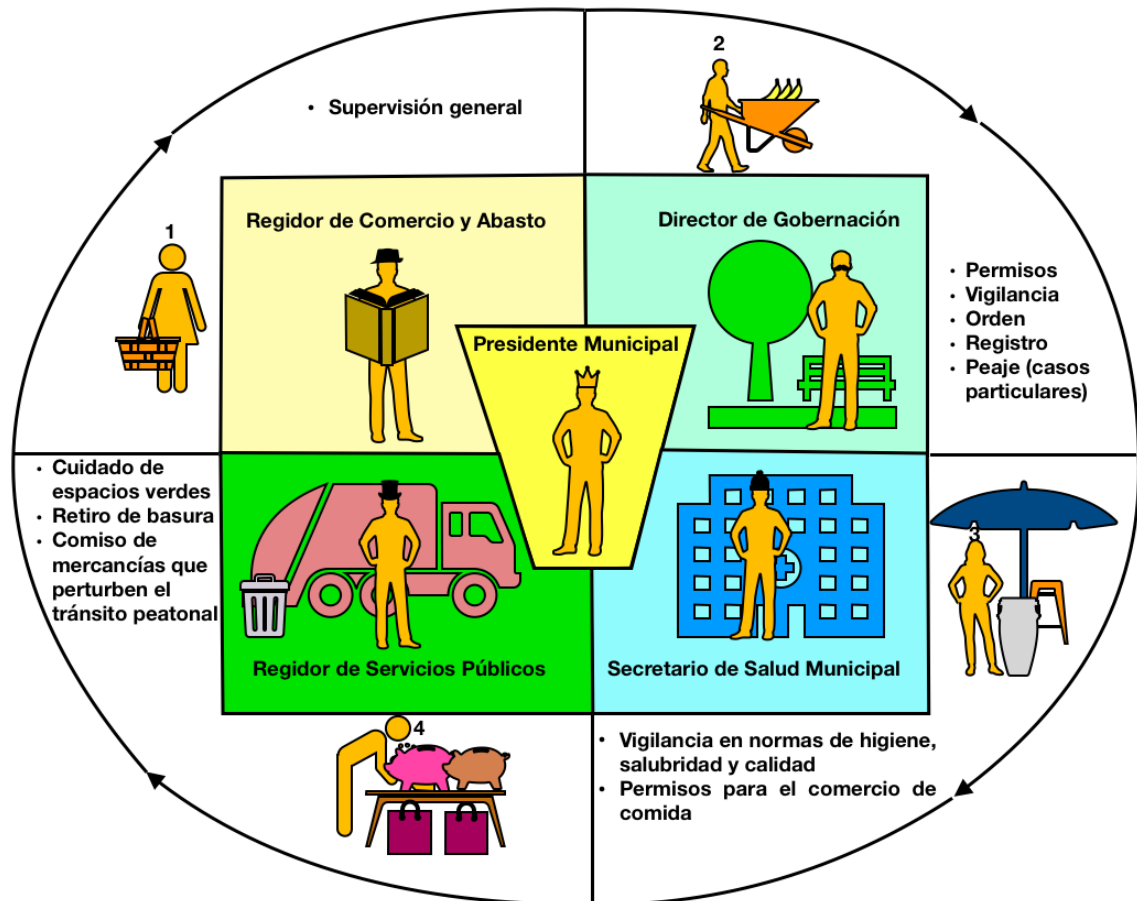 2
• Supervisión general
Regidor de Comercio y Abasto
Director de Gobernación
1
• Permisos
• Vigilancia
• Orden
• Registro
• Peaje (casos
particulares)
Presidente Municipal
• Cuidado de
espacios verdes
• Retiro de basura
• Comiso de
mercancías que
perturben el
tránsito peatonal
3
Regidor de Servicios Públicos
Secretario de Salud Municipal
4
• Vigilancia en normas de higiene,
salubridad y calidad
• Permisos para el comercio de
comida